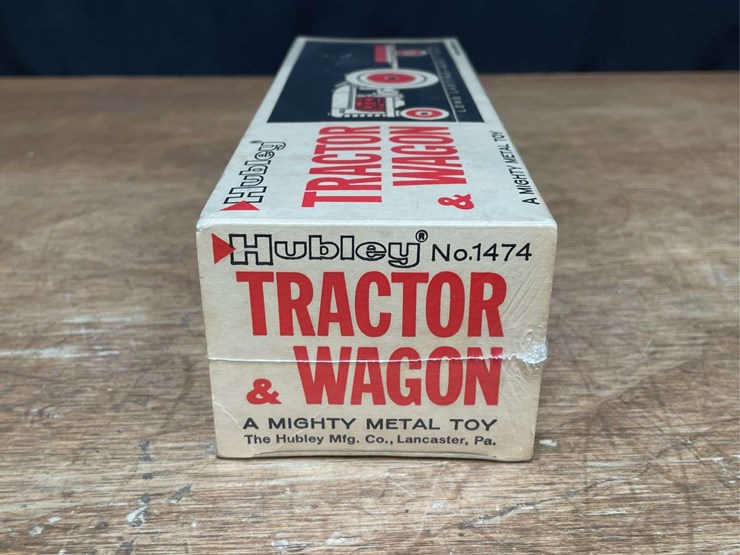 Hubley
TRACTOR
& WAGON
A MIGHTY METAL TOY
Hubley® No.1474
TRACTOR
& WAGON
A MIGHTY METAL TOY
The Hubley Mfg. Co., Lancaster, Pa.